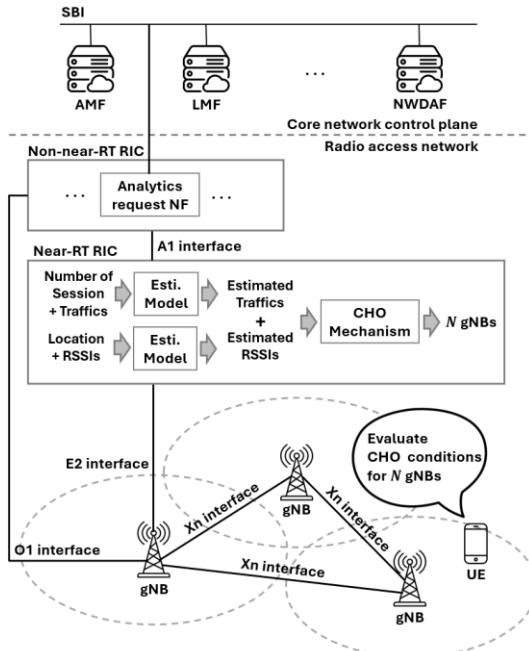 SBI
AMF
LMF
...
NWDAF
Core network control plane
Radio access network
Non-near-RT RIC
...
Analytics
request NF
...
A1 interface
Near-RT RIC
Number of
Session
+ Traffics
Esti.
Model
Estimated
Traffics
+
Estimated
RSSIs
Location
+ RSSIs
Esti.
Model
CHO
Mechanism
N gNBs
E2 interface
O1 interface
Evaluate
CHO conditions
for N gNBs
gNB
Xn interface
Xn interface
Xn interface
gNB
gNB
UE